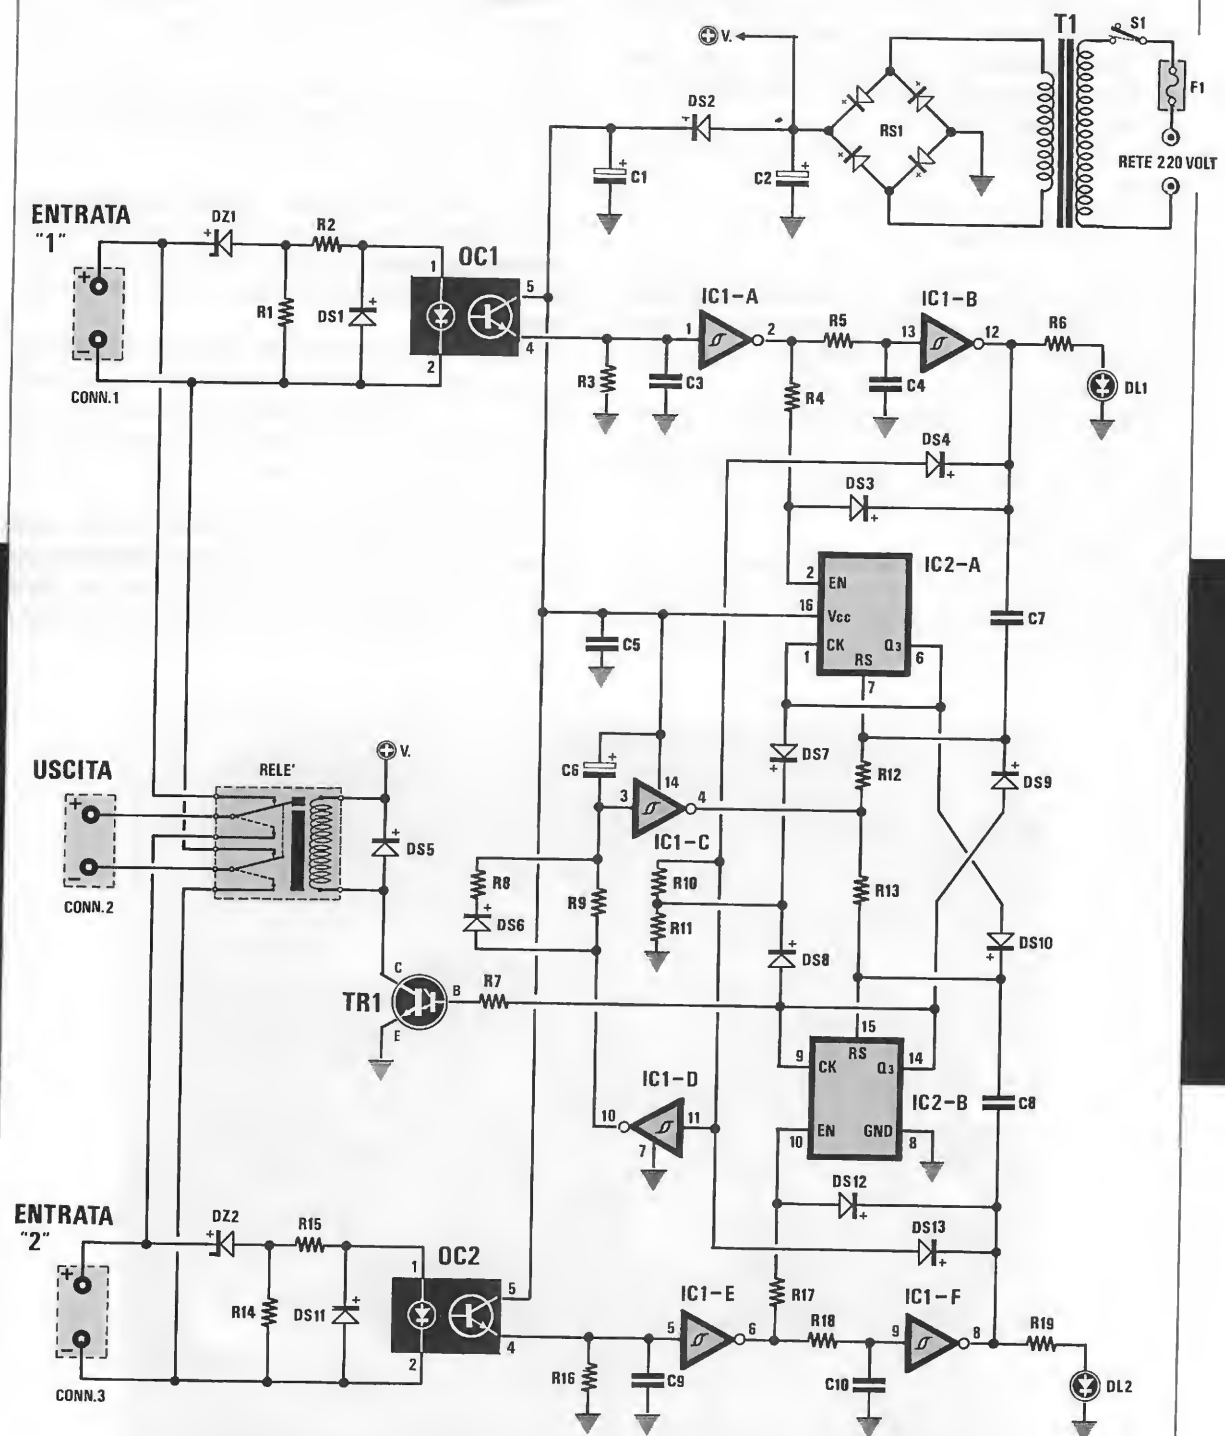 T1
S1
⊕ V.
F1
DS2
RS1
C1
C2
RETE 220 VOLT
ENTRATA
"1"
DZ1
R2
OC1
1
5
R1
DS1
4
2
CONN.1
IC1-A
IC1-B
1
2
R5
13
12
R6
R3
C3
R4
C4
DL1
DS4
DS3
IC2-A
2
EN
16
Vcc
CK
Q3
1
RS
6
7
C5
C7
USCITA
RELE'
⊕ V.
C6
14
DS7
R12
DS9
3
4
IC1-C
DS5
CONN.2
R8
R9
R10
R13
DS6
R11
DS8
DS10
C
TR1
B
R7
E
15
RS
9
CK
Q3
14
IC1-D
10
11
7
IC2-B
C8
10
EN
GND
8
DS12
DS13
ENTRATA
"2"
DZ2
R15
OC2
1
5
R14
DS11
4
2
CONN.3
IC1-E
R17
IC1-F
5
6
R18
9
8
R19
R16
C9
C10
DL2